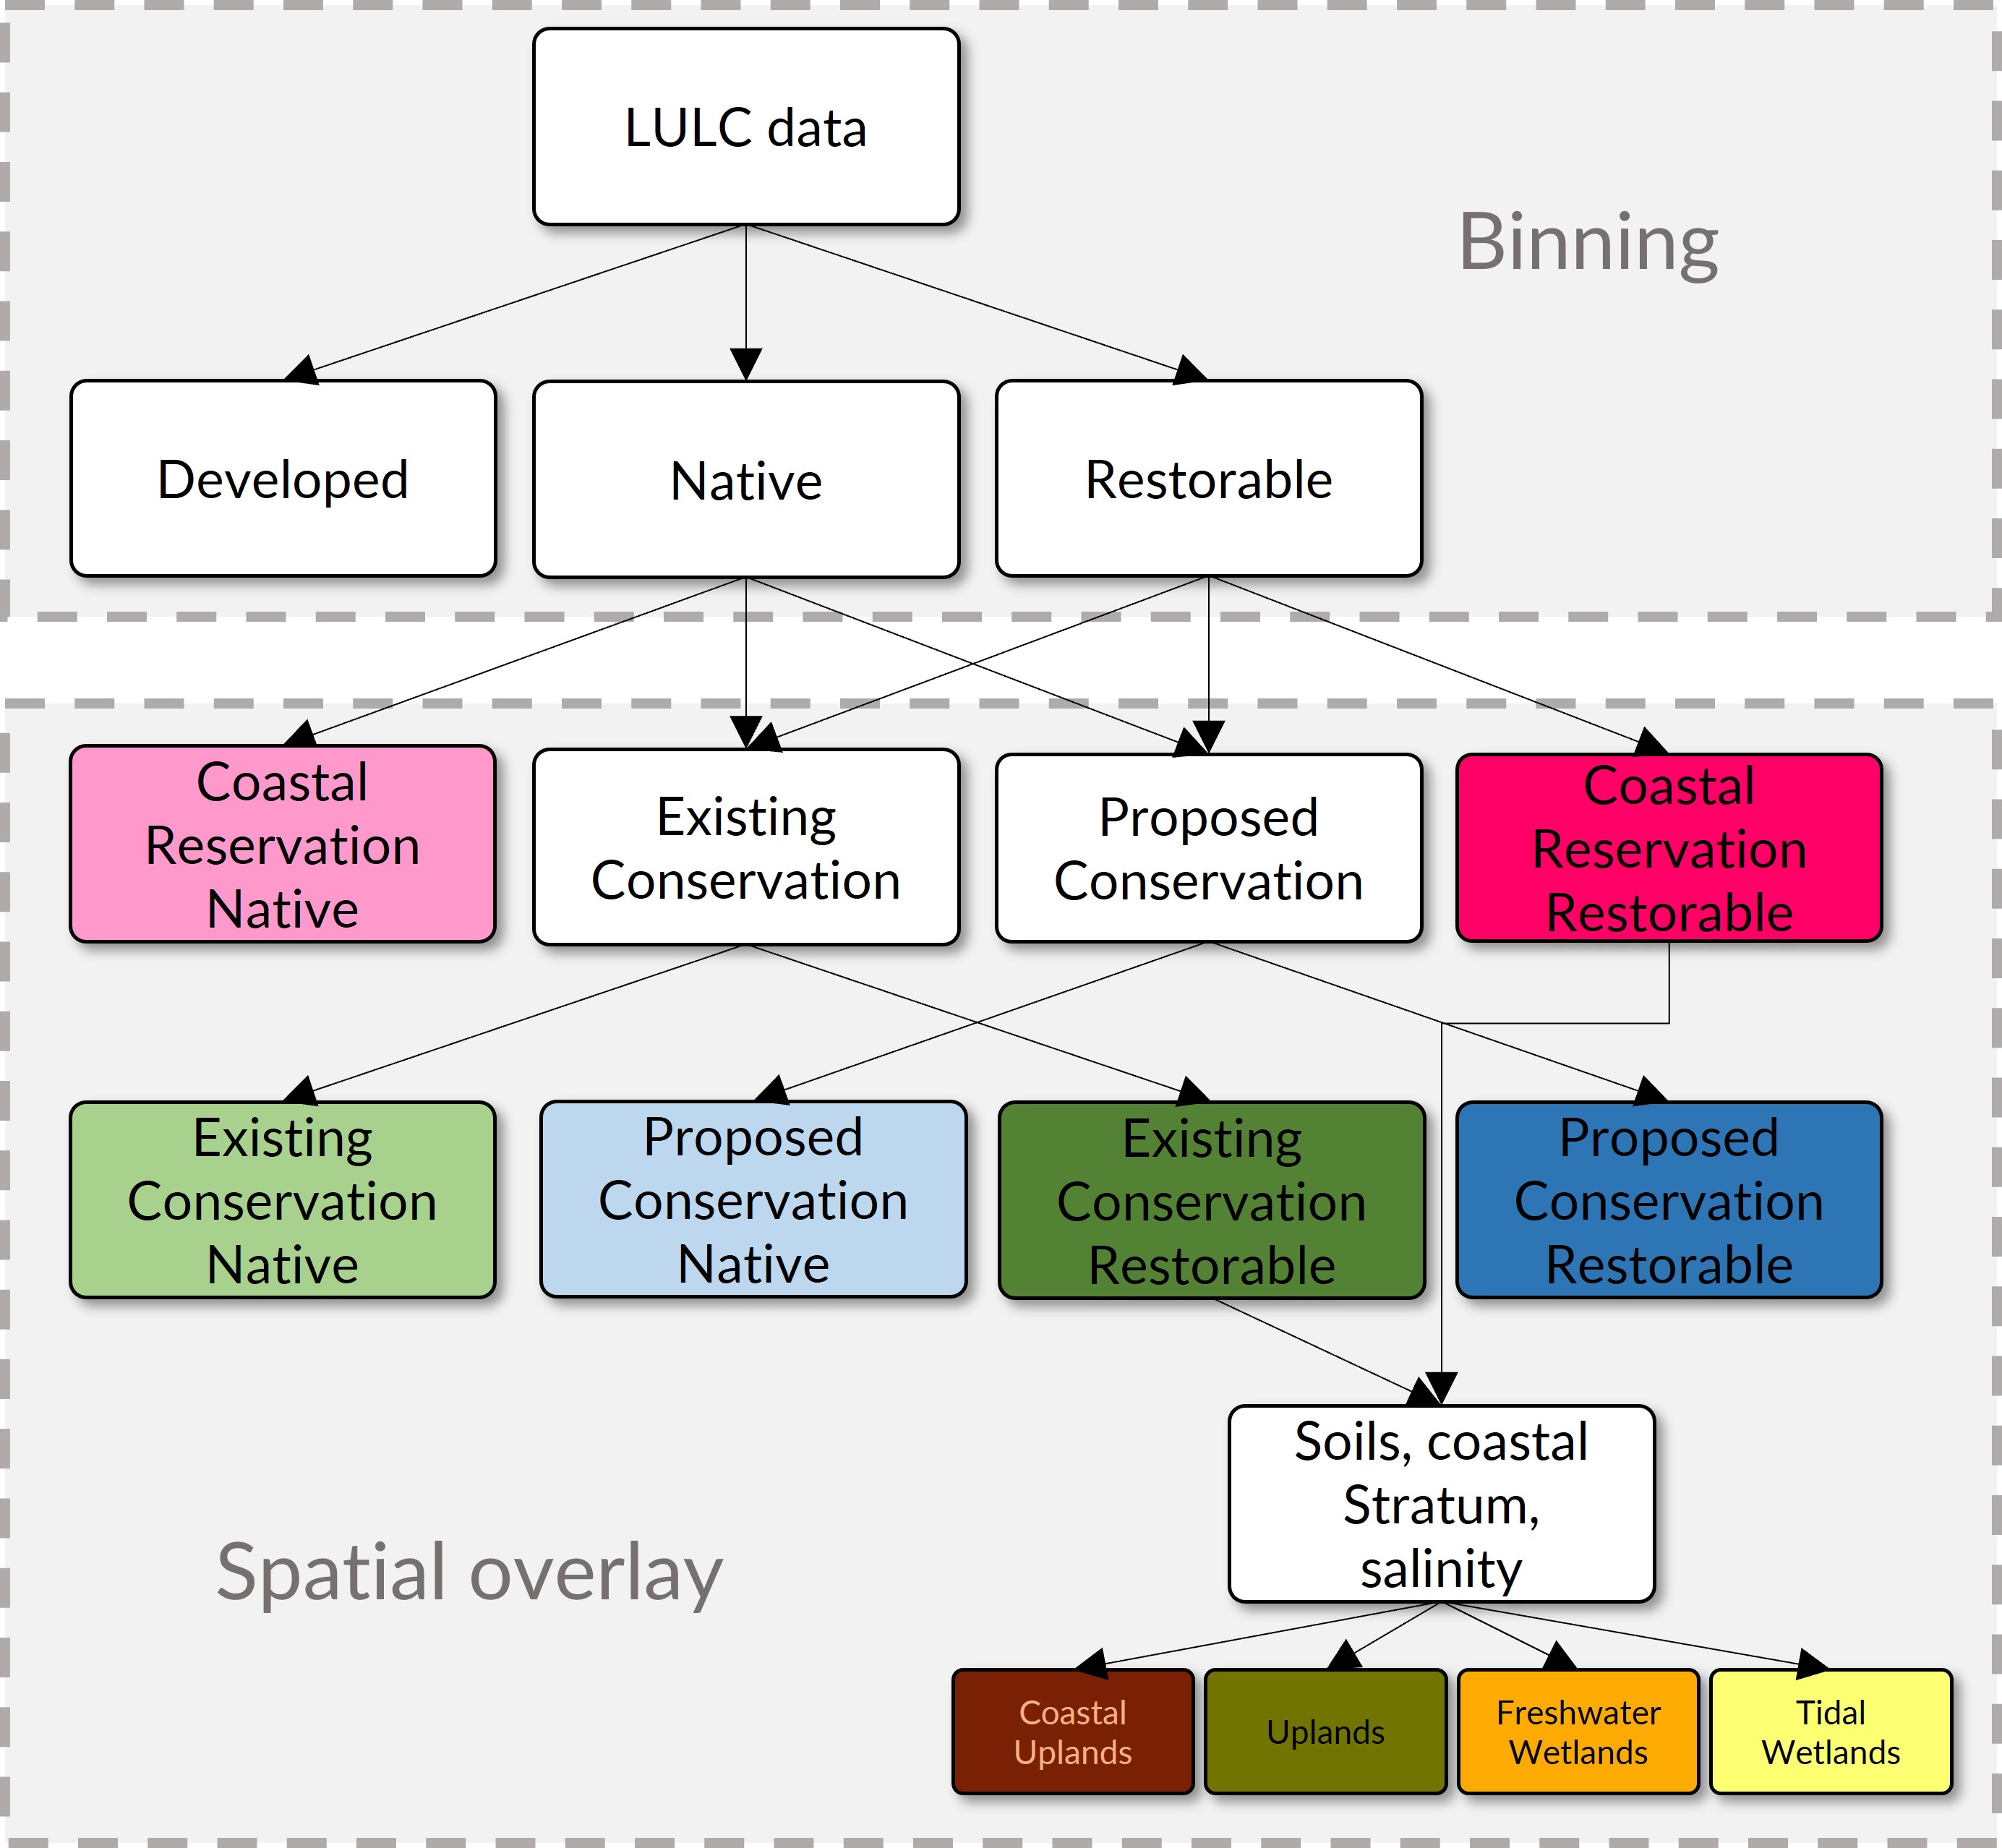 LULC data
Binning
Developed
Native
Restorable
Coastal
Reservation
Native
Existing
Conservation
Proposed
Conservation
Coastal
Reservation
Restorable
Existing
Conservation
Native
Proposed
Conservation
Native
Existing
Conservation
Restorable
Proposed
Conservation
Restorable
Soils, coastal
Stratum,
salinity
Spatial overlay
Coastal
Uplands
Uplands
Freshwater
Wetlands
Tidal
Wetlands